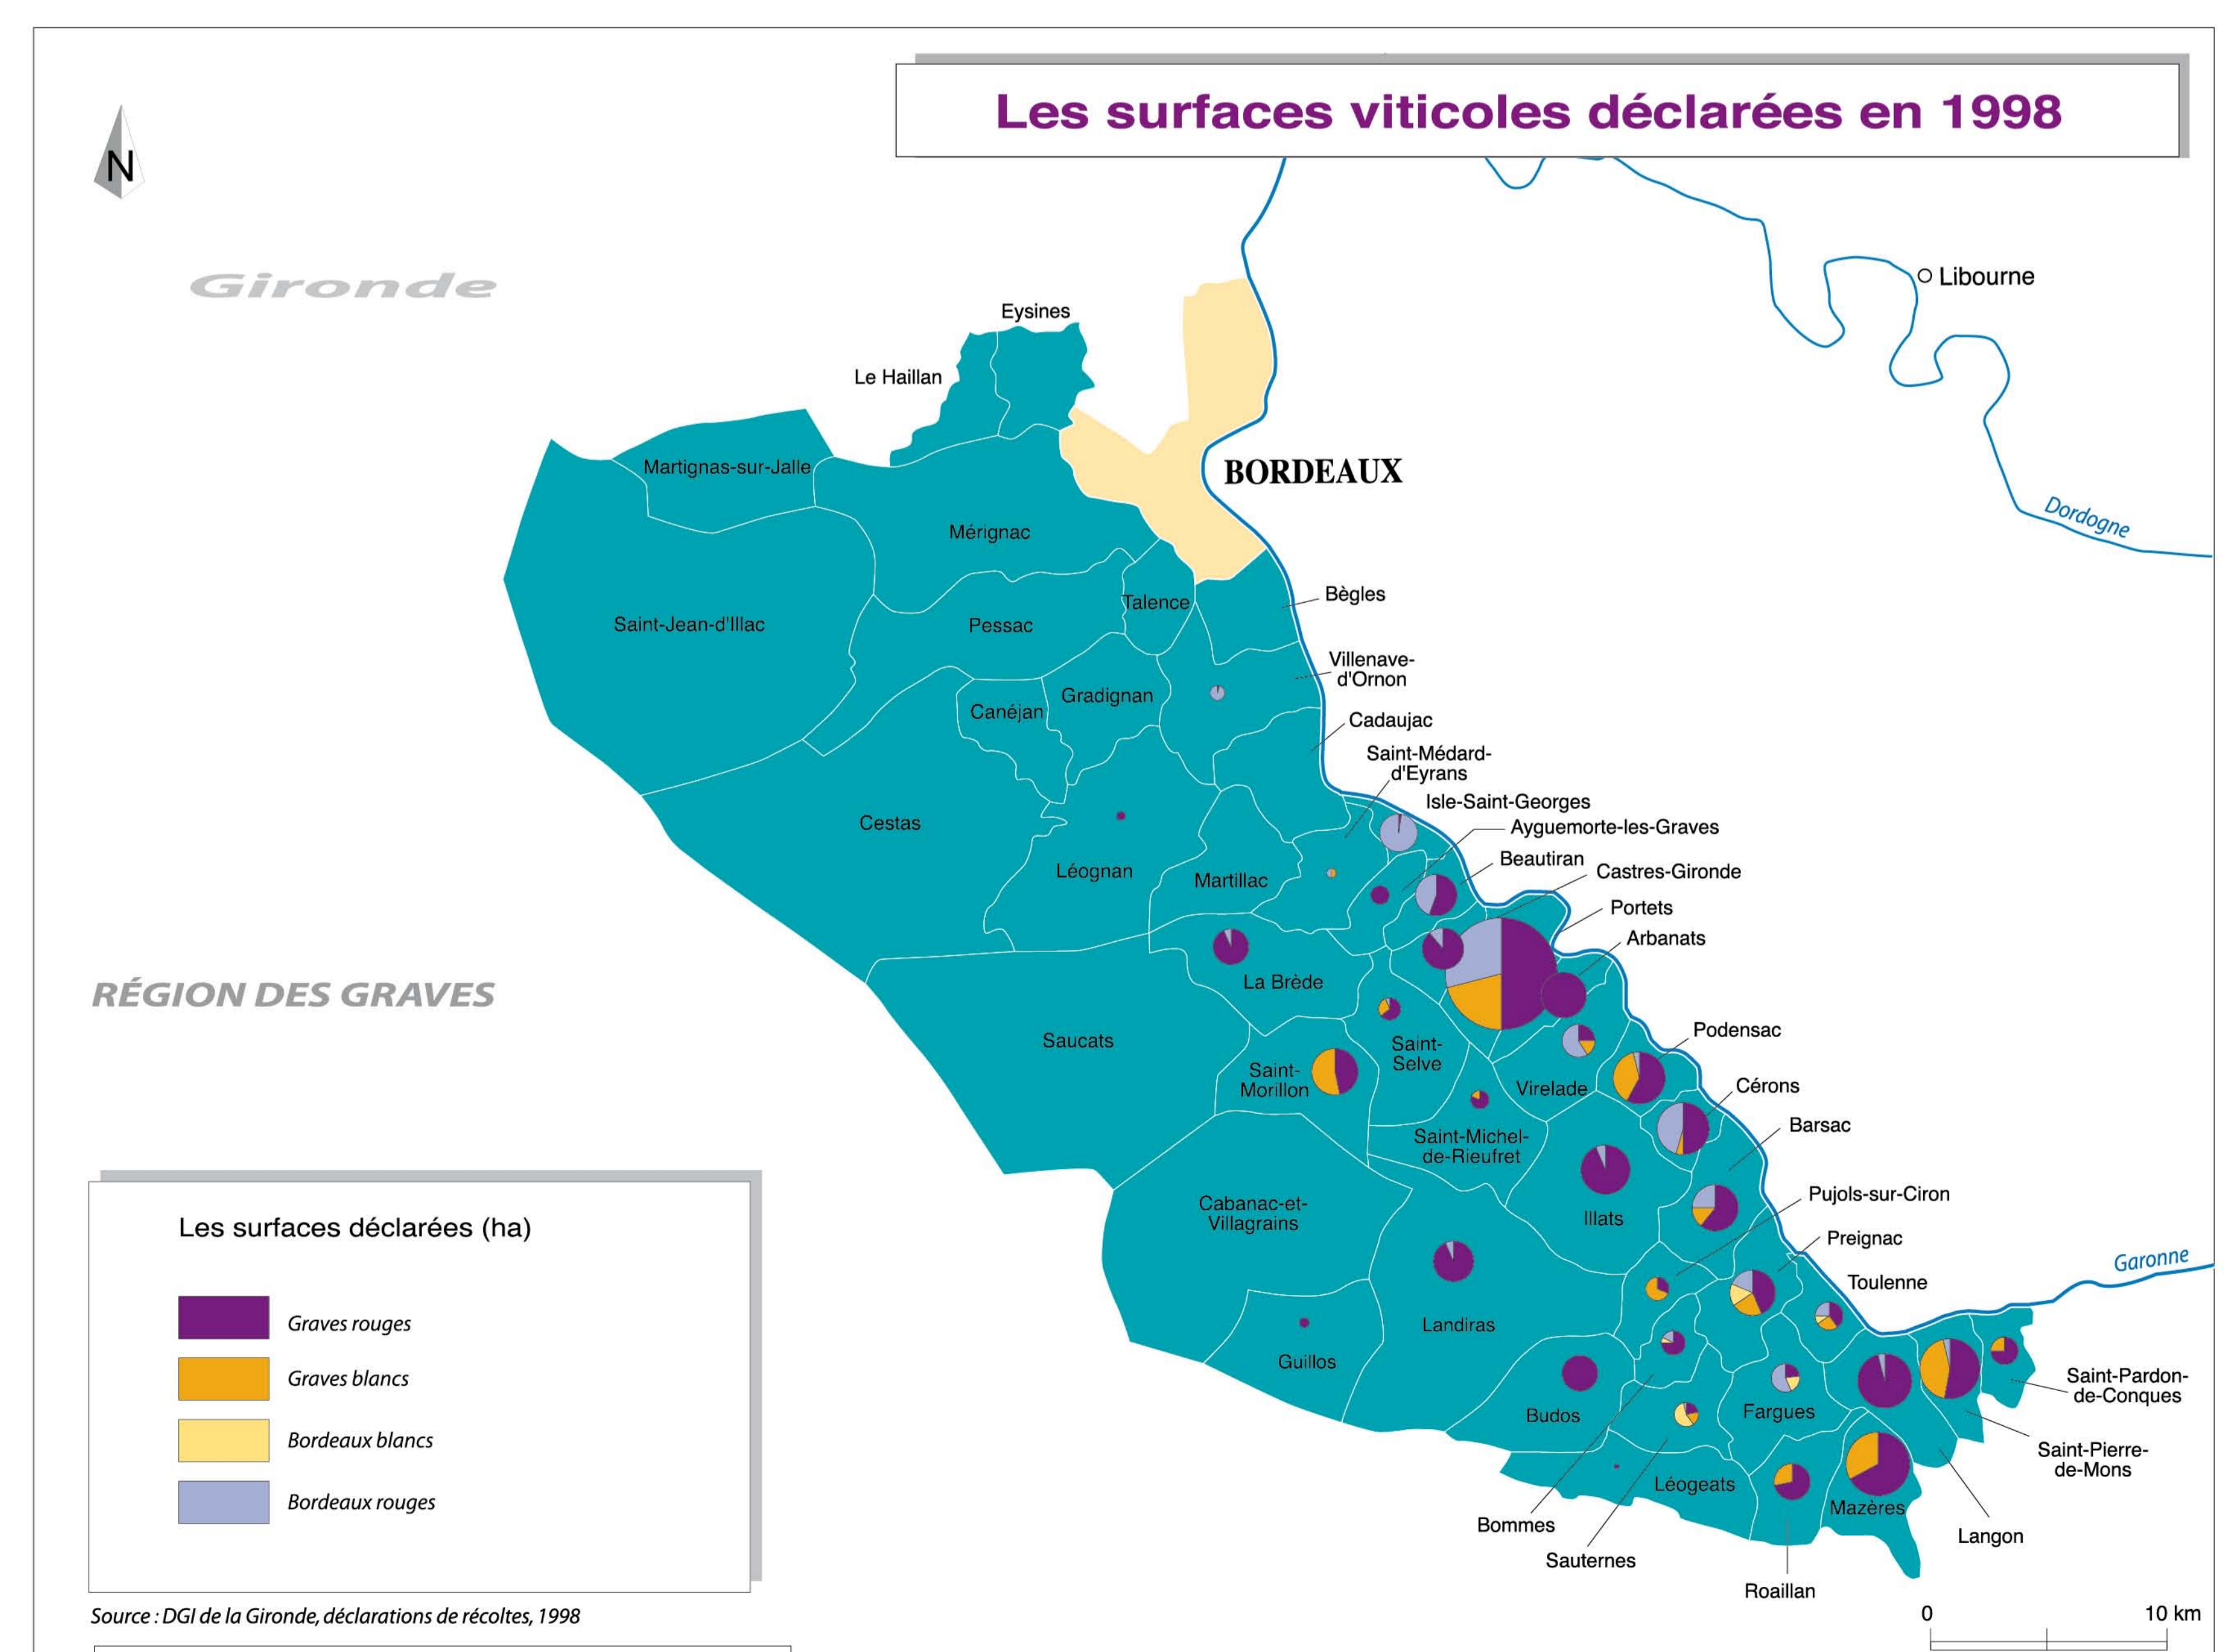 Les surfaces viticoles déclarées en 1998
N
Gironde
Libourne
Eysines
Le Haillan
Martignas-sur-Jalle
BORDEAUX
Dordogne
Mérignac
Bègles
Talence
Saint-Jean-d'Illac
Pessac
Villenave-
d'Ornon
Gradignan
Canéjan
Cadaujac
Saint-Médard-
d'Eyrans
Isle-Saint-Georges
Cestas
Ayguemorte-les-Graves
Beautiran
Léognan
Martillac
Castres-Gironde
Portets
Arbanats
RÉGION DES GRAVES
La Brède
Saucats
Saint-
Selve
Podensac
Saint-
Morillon
Virelade
Cérons
Barsac
Saint-Michel-
de-Rieufret
Cabanac-et-
Villagrains
Illats
Pujols-sur-Ciron
Preignac
Garonne
Toulenne
Landiras
Guillos
Saint-Pardon-
de-Conques
Budos
Fargues
Saint-Pierre-
de-Mons
Léogeats
Mazères
Bommes
Langon
Sauternes
Roaillan
Les surfaces déclarées (ha)
Graves rouges
Graves blancs
Bordeaux blancs
Bordeaux rouges
Source : DGI de la Gironde, déclarations de récoltes, 1998
0 10 km